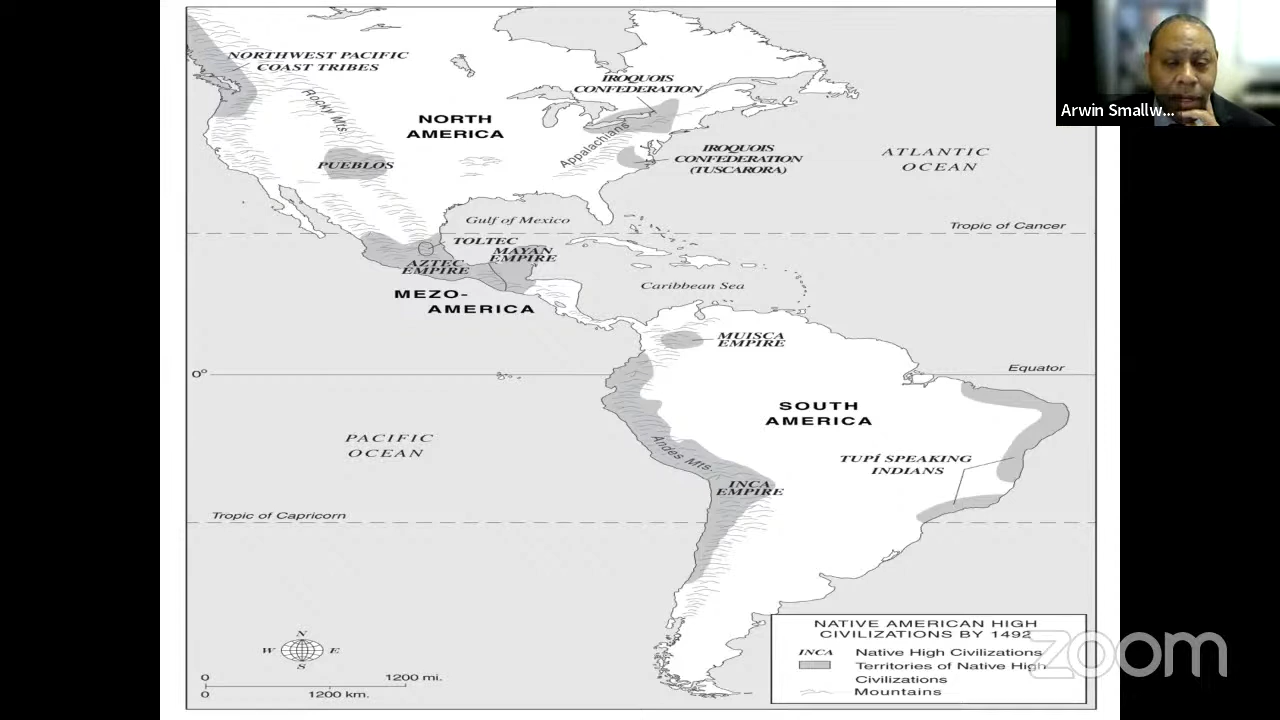 Arwin Smallw...
NORTHWEST PACIFIC
COAST TRIBES
Rocky Mts.
NORTH
AMERICA
IROQUOIS
CONFEDERATION
Appalachians
PUEBLOS
IROQUOIS
CONFEDERATION
(TUSCARORA)
ATLANTIC
OCEAN
Gulf of Mexico
Tropic of Cancer
TOLTEC
MAYAN
EMPIRE
AZTEC
EMPIRE
MEZO-
AMERICA
Caribbean Sea
MUISCA
EMPIRE
0°
Equator
SOUTH
AMERICA
PACIFIC
OCEAN
Andes Mts.
TUPÍ SPEAKING
INDIANS
INCA
EMPIRE
Tropic of Capricorn
N
W E
S
0 1200 mi.
0 1200 km.
NATIVE AMERICAN HIGH
CIVILIZATIONS BY 1492
INCA Native High Civilizations
Territories of Native High
Civilizations
Mountains
zoom